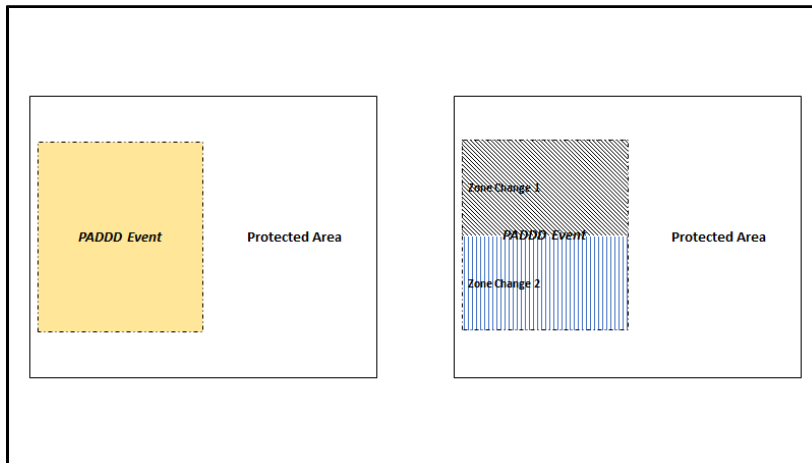 PADDD Event
Protected Area
Zone Change 1
PADDD Event
Zone Change 2
Protected Area